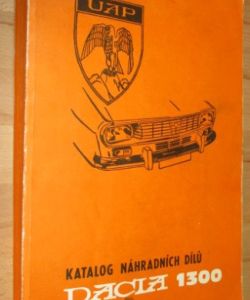 UAP
KATALOG NÁHRADNÍCH DÍLŮ
DACIA 1300